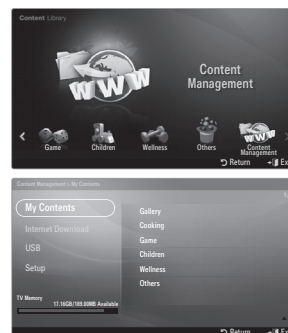 Content Library
WWW
Content
Management
Game
Children
Wellness
Others
Content
Management
Return
Content Management > My Contents
My Contents
Internet Download
USB
Setup
Gallery
Cooking
Game
Children
Wellness
Others
TV Memory
17.16GB/189.00MB Available
Return